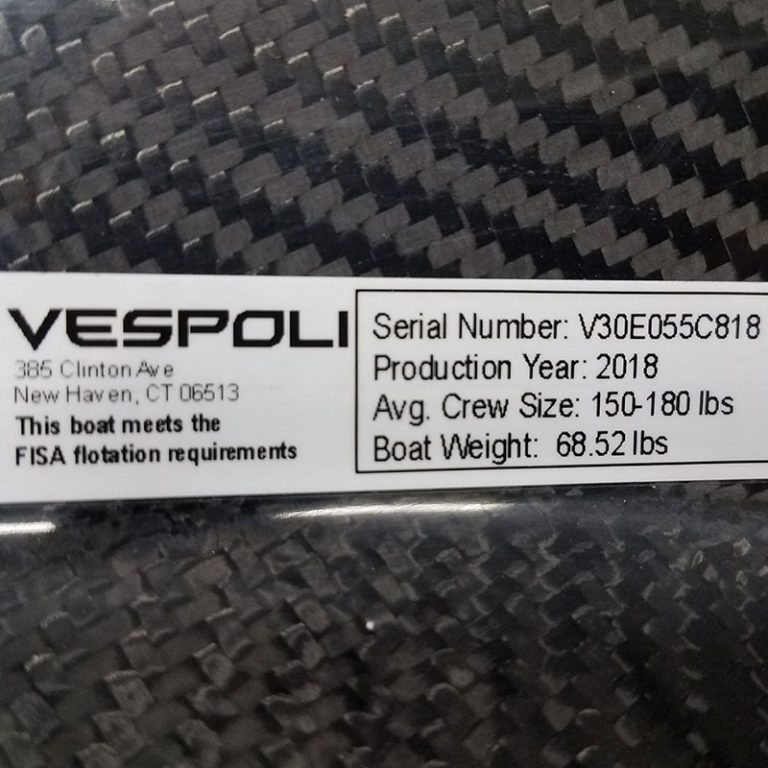 VESPOLI
385 Clinton Ave
New Haven, CT 06513
This boat meets the
FISA flotation requirements
Serial Number: V30E055C818
Production Year: 2018
Avg. Crew Size: 150-180 lbs
Boat Weight: 68.52 lbs